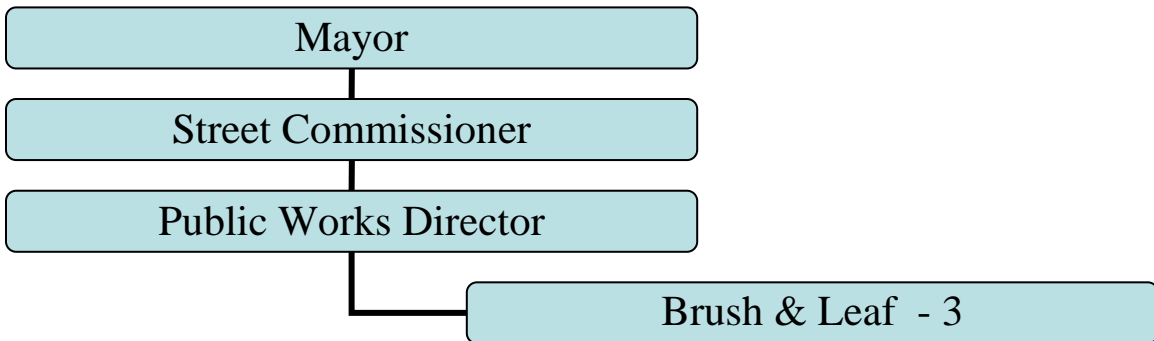 Mayor
Street Commissioner
Public Works Director
Brush & Leaf - 3